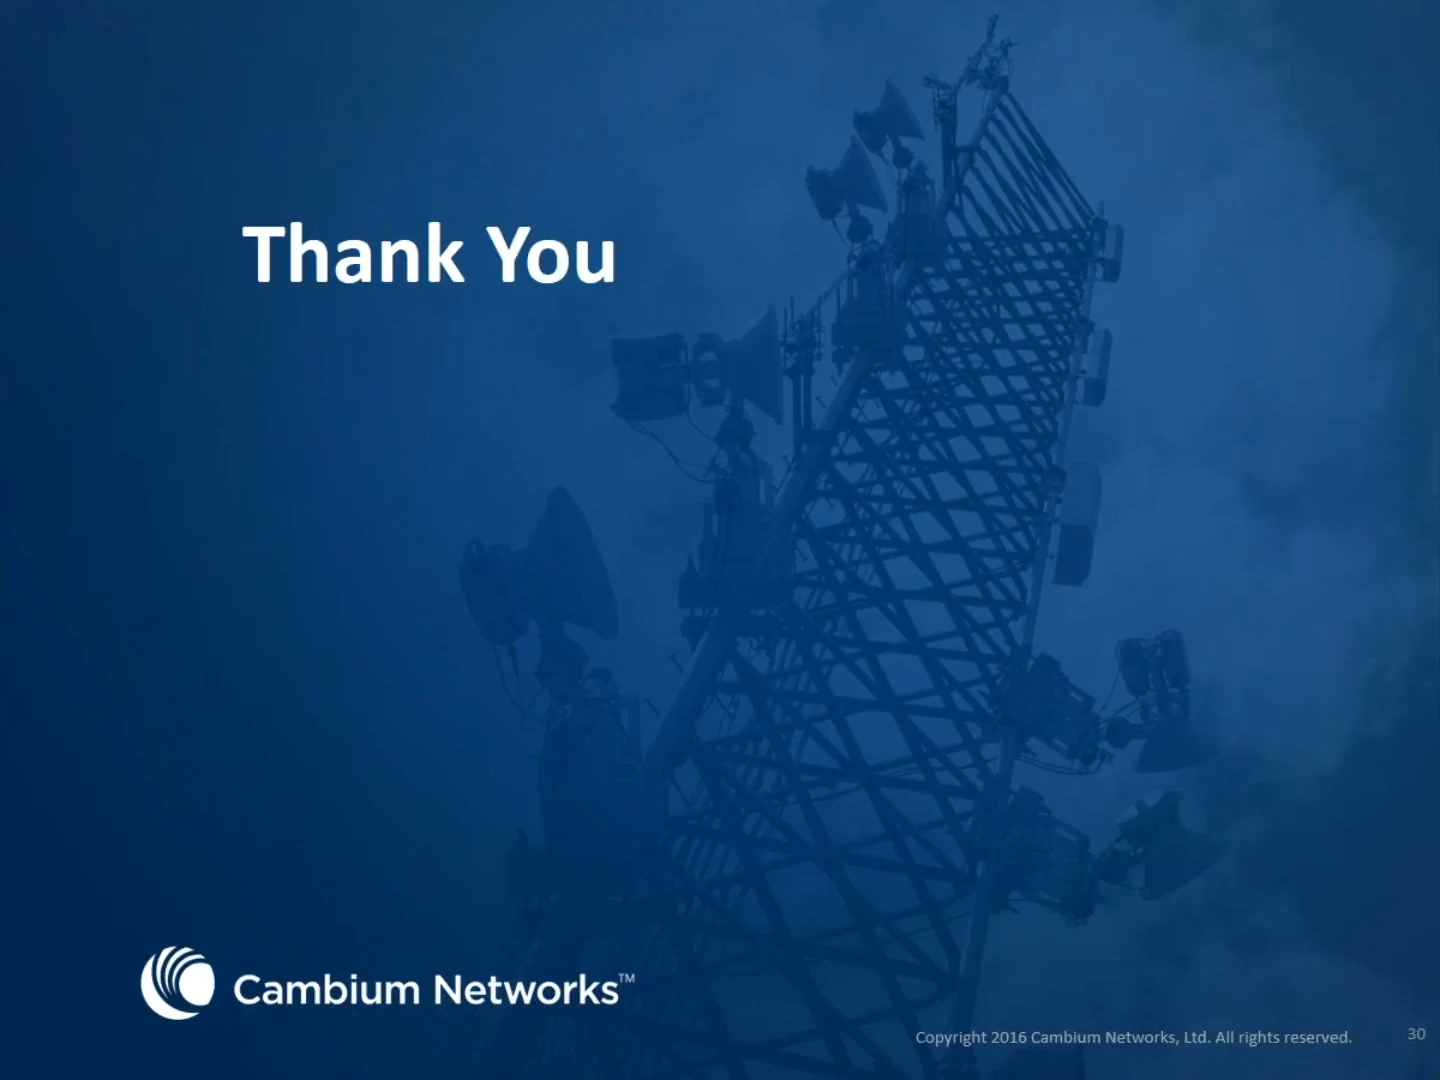 Thank You
Cambium Networks™
Copyright 2016 Cambium Networks, Ltd. All rights reserved.
30